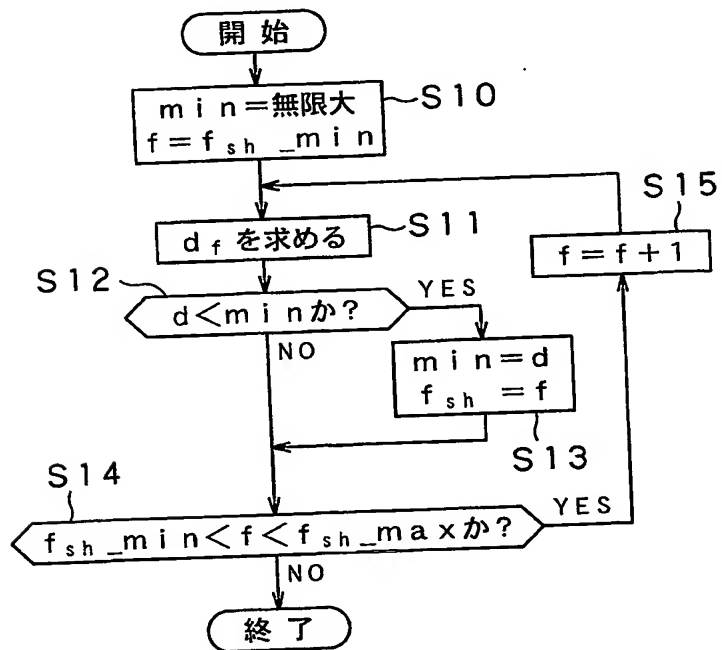 開始
min=無限大
f=fsh_min
S10
S15
S11
dfを求める
f=f+1
S12
d<minか?
YES
NO
min=d
fsh=f
S13
S14
fsh_min<f<fsh_maxか?
YES
NO
終了